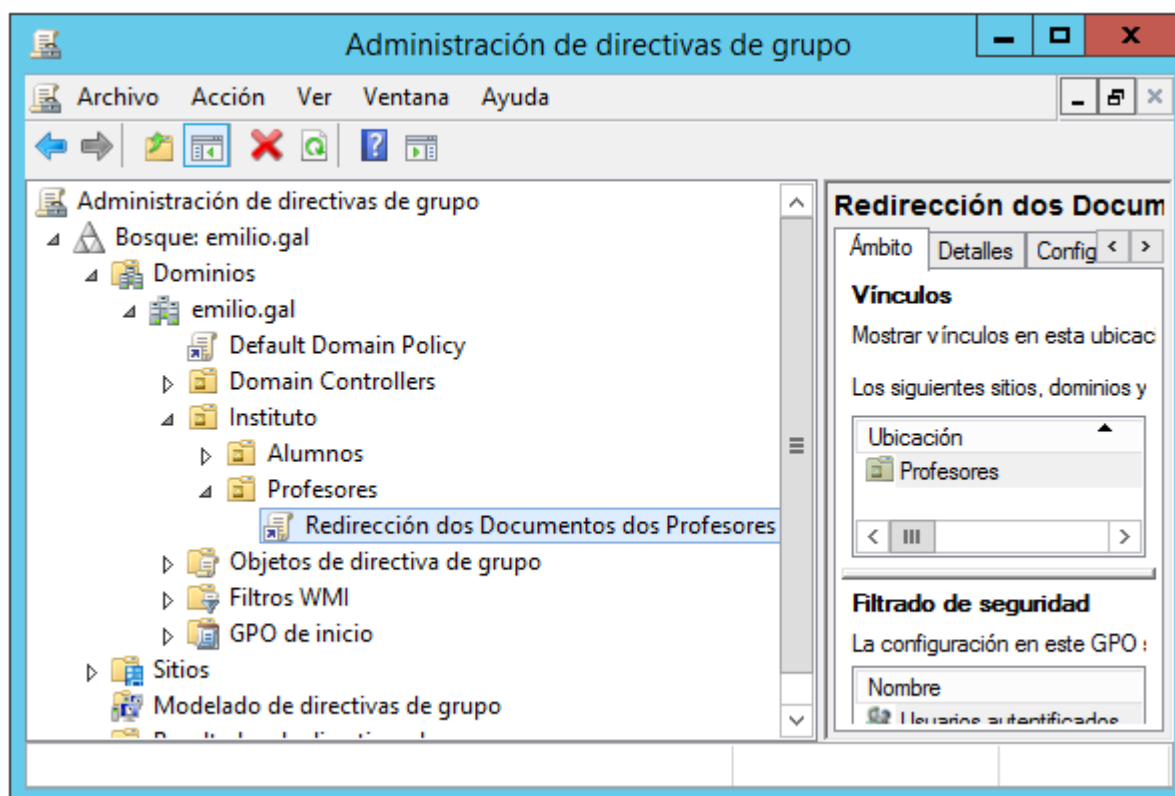 Administración de directivas de grupo
Archivo Acción Ver Ventana Ayuda
Administración de directivas de grupo
Bosque: emilio.gal
Dominios
emilio.gal
Default Domain Policy
Domain Controllers
Instituto
Alumnos
Profesores
Redirección dos Documentos dos Profesores
Objetos de directiva de grupo
Filtros WMI
GPO de inicio
Sitios
Modelado de directivas de grupo
Redirección dos Docum
Ámbito Detalles Config
Vínculos
Mostrar vínculos en esta ubicac
Los siguientes sitios, dominios y
Ubicación
Profesores
Filtrado de seguridad
La configuración en este GPO s
Nombre
Usuarios autentificados